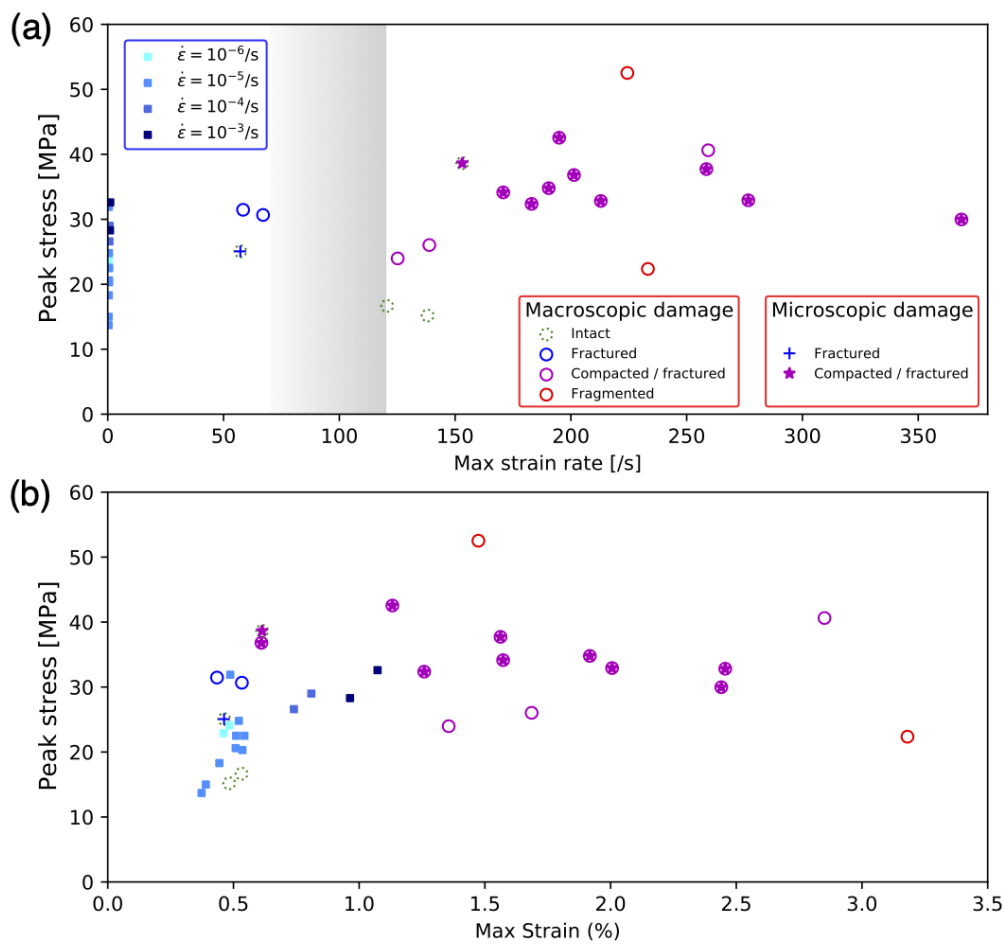 (a)
60
50
40
30
20
10
0
Peak stress [MPa]
ε̇ = 10⁻⁶/s
ε̇ = 10⁻⁵/s
ε̇ = 10⁻⁴/s
ε̇ = 10⁻³/s
Macroscopic damage
Intact
Fractured
Compacted / fractured
Fragmented
Microscopic damage
Fractured
Compacted / fractured
0 50 100 150 200 250 300 350
Max strain rate [/s]
(b)
60
50
40
30
20
10
0
Peak stress [MPa]
0.0 0.5 1.0 1.5 2.0 2.5 3.0 3.5
Max Strain (%)